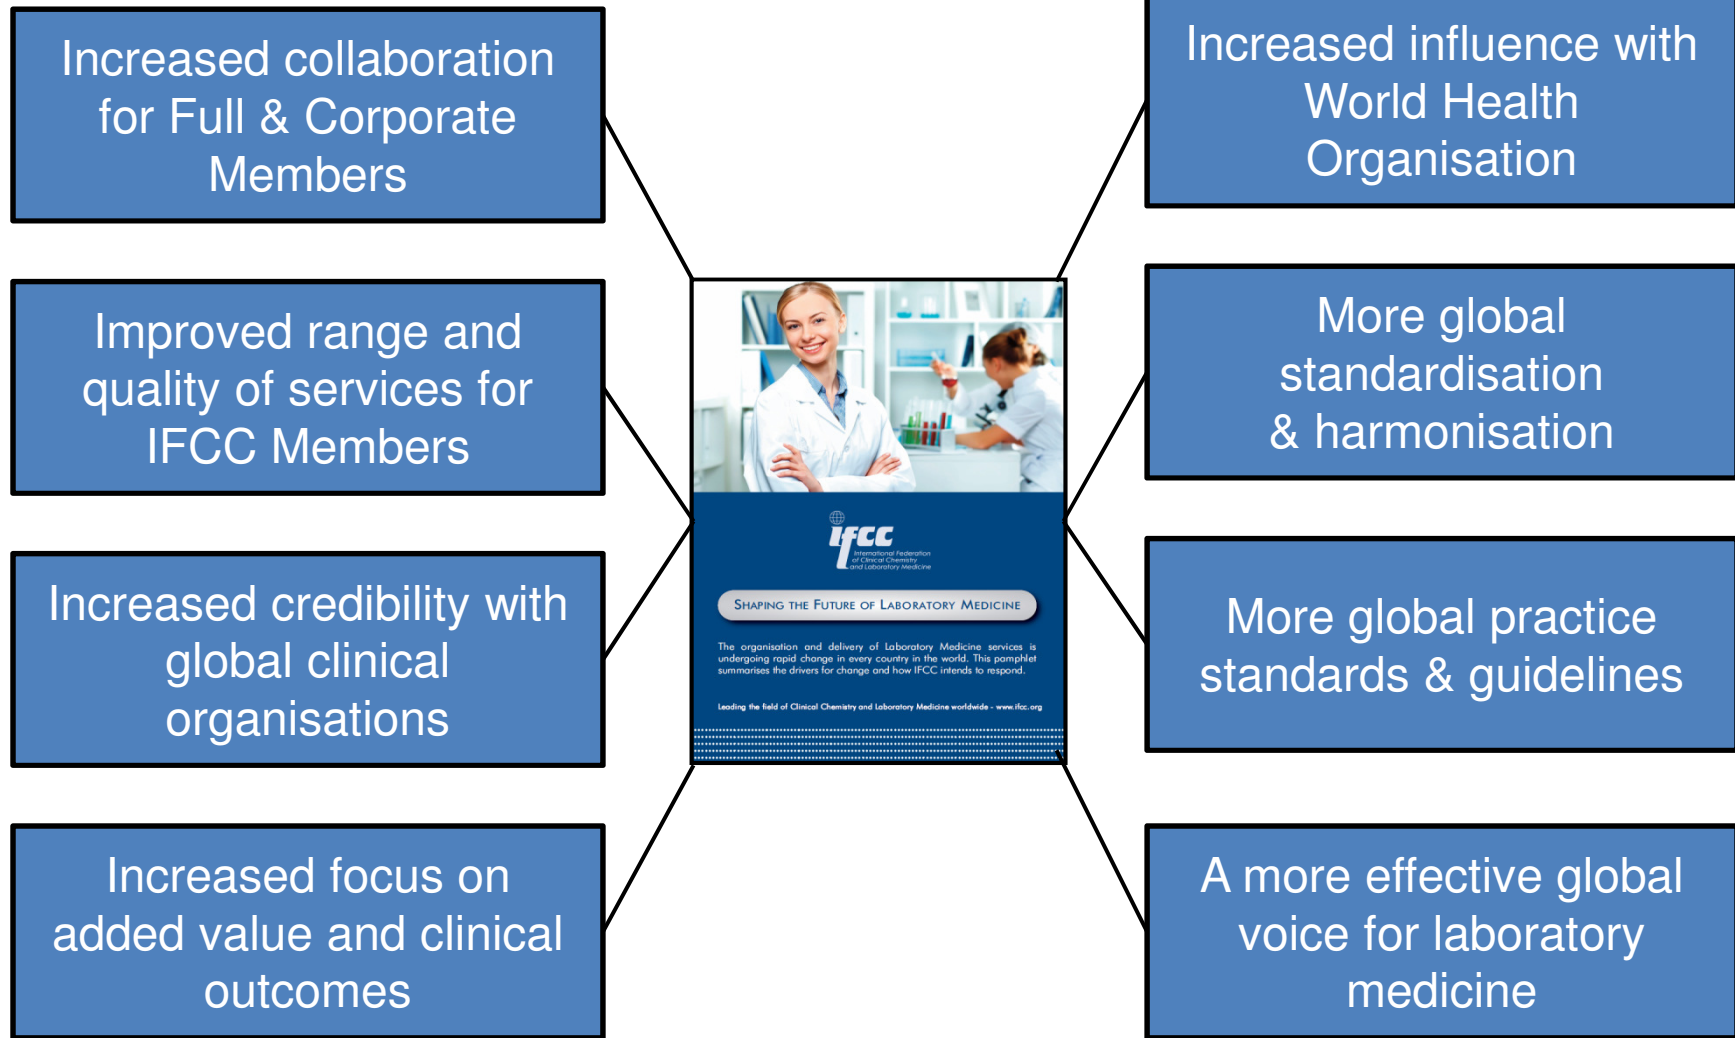 Increased collaboration
for Full & Corporate
Members
Improved range and
quality of services for
IFCC Members
Increased credibility with
global clinical
organisations
Increased focus on
added value and clinical
outcomes
ifcc
International Federation
of Clinical Chemistry
and Laboratory Medicine
SHAPING THE FUTURE OF LABORATORY MEDICINE
The organisation and delivery of Laboratory Medicine services is
undergoing rapid change in every country in the world. This pamphlet
summarises the drivers for change and how IFCC intends to respond.
Leading the field of Clinical Chemistry and Laboratory Medicine worldwide - www.ifcc.org
Increased influence with
World Health
Organisation
More global
standardisation
& harmonisation
More global practice
standards & guidelines
A more effective global
voice for laboratory
medicine